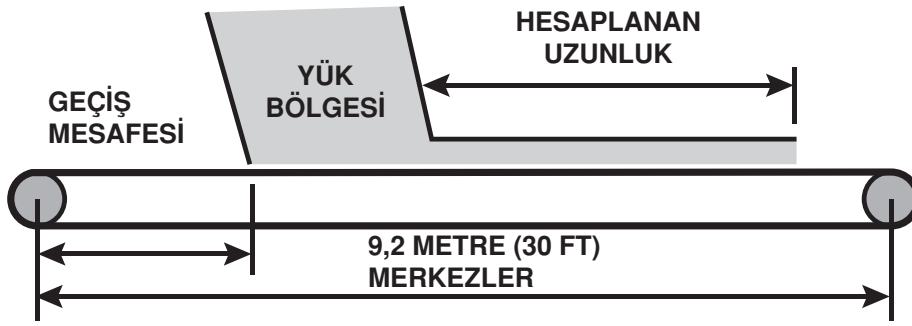 HESAPLANAN
UZUNLUK
YÜK
BÖLGESİ
GEÇİŞ
MESAFESİ
9,2 METRE (30 FT)
MERKEZLER